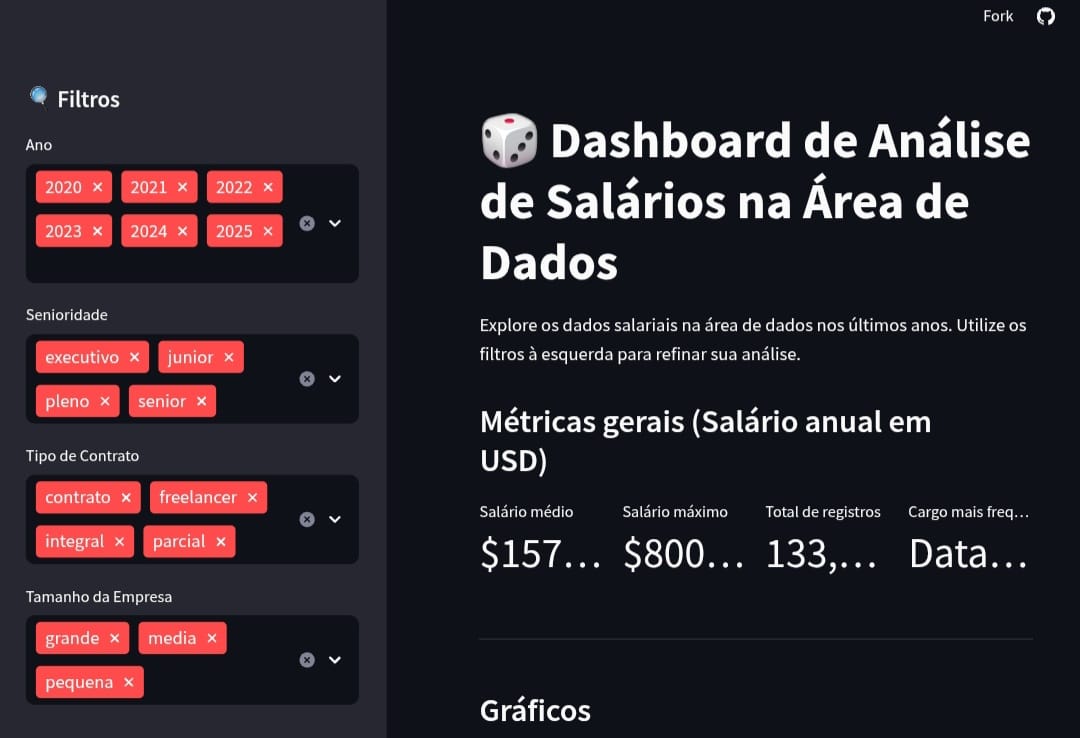 Fork
Filtros
Ano
2020 × 2021 × 2022 ×
2023 × 2024 × 2025 ×
Senioridade
executivo × junior ×
pleno × senior ×
Tipo de Contrato
contrato × freelancer ×
integral × parcial ×
Tamanho da Empresa
grande × media ×
pequena ×
Dashboard de Análise
de Salários na Área de
Dados
Explore os dados salariais na área de dados nos últimos anos. Utilize os
filtros à esquerda para refinar sua análise.
Métricas gerais (Salário anual em
USD)
Salário médio Salário máximo Total de registros Cargo mais freq…
$157… $800… 133,… Data…
Gráficos